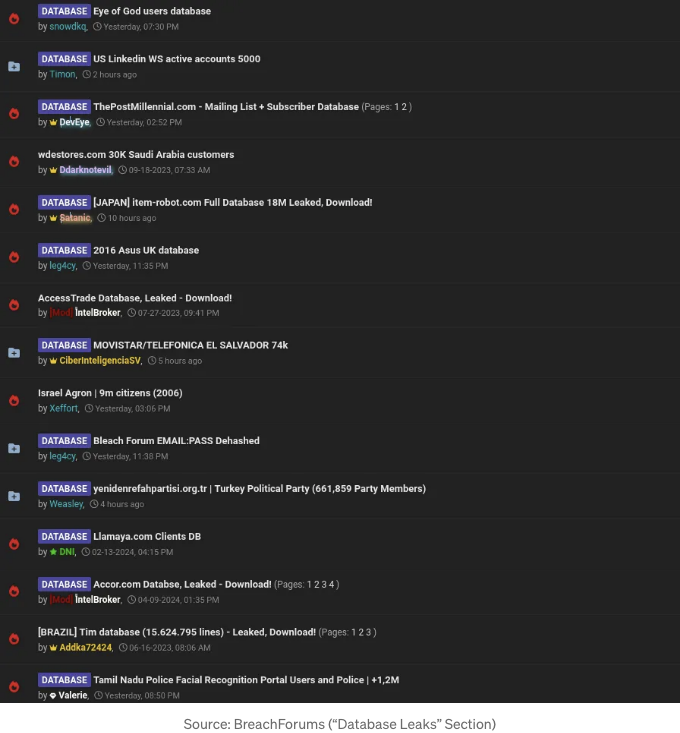 DATABASE Eye of God users database
by snowdkq, Yesterday, 07:30 PM
DATABASE US Linkedin WS active accounts 5000
by Timon, 2 hours ago
DATABASE ThePostMillennial.com - Mailing List + Subscriber Database (Pages: 1 2 )
by DevEye, Yesterday, 02:52 PM
wdestores.com 30K Saudi Arabia customers
by Ddarknotevil, 09-18-2023, 07:33 AM
DATABASE [JAPAN] item-robot.com Full Database 18M Leaked, Download!
by Satanic, 10 hours ago
DATABASE 2016 Asus UK database
by leg4cy, Yesterday, 11:35 PM
AccessTrade Database, Leaked - Download!
by [Mod] IntelBroker, 07-27-2023, 09:41 PM
DATABASE MOVISTAR/TELEFONICA EL SALVADOR 74k
by CiberInteligenciaSV, 5 hours ago
Israel Agron | 9m citizens (2006)
by Xeffort, Yesterday, 03:06 PM
DATABASE Bleach Forum EMAIL:PASS Dehashed
by leg4cy, Yesterday, 11:38 PM
DATABASE yenidenrefahpartisi.org.tr | Turkey Political Party (661,859 Party Members)
by Weasley, 4 hours ago
DATABASE Llamaya.com Clients DB
by DNI, 02-13-2024, 04:15 PM
DATABASE Accor.com Databse, Leaked - Download! (Pages: 1 2 3 4 )
by [Mod] IntelBroker, 04-09-2024, 01:35 PM
[BRAZIL] Tim database (15.624.795 lines) - Leaked, Download! (Pages: 1 2 3 )
by Addka72424, 06-16-2023, 08:06 AM
DATABASE Tamil Nadu Police Facial Recognition Portal Users and Police | +1,2M
by Valerie, Yesterday, 08:50 PM
Source: BreachForums (“Database Leaks” Section)